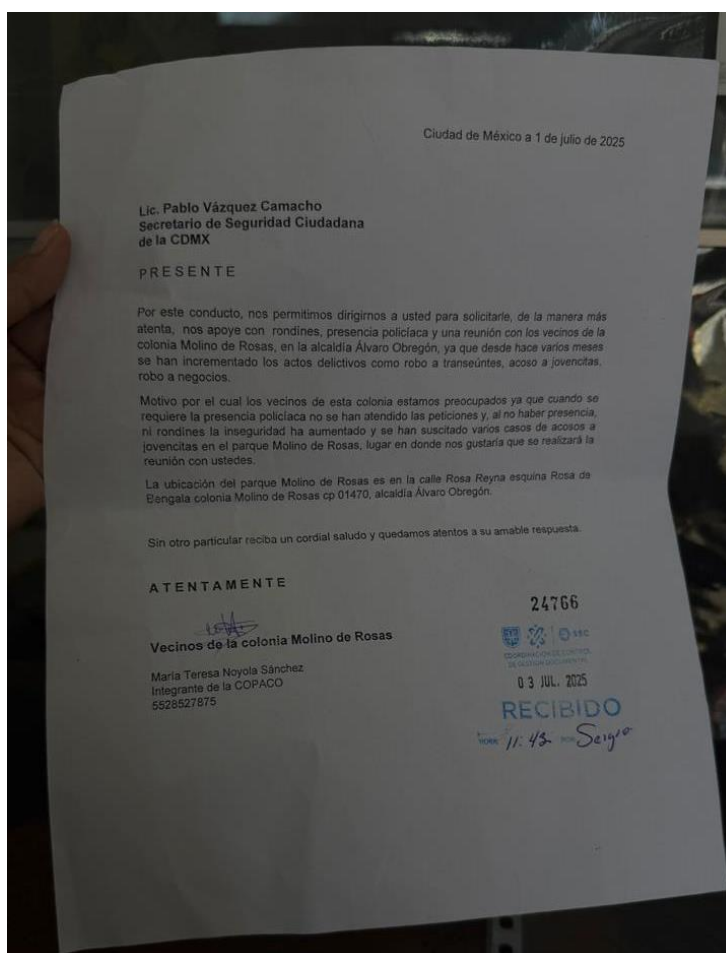 Ciudad de México a 1 de julio de 2025
Lic. Pablo Vázquez Camacho
Secretario de Seguridad Ciudadana
de la CDMX
PRESENTE
Por este conducto, nos permitimos dirigirnos a usted para solicitarle, de la manera más
atenta, nos apoye con rondines, presencia policíaca y una reunión con los vecinos de la
colonia Molino de Rosas, en la alcaldía Álvaro Obregón, ya que desde hace varios meses
se han incrementado los actos delictivos como robo a transeúntes, acoso a jovencitas,
robo a negocios.
Motivo por el cual los vecinos de esta colonia estamos preocupados ya que cuando se
requiere la presencia policíaca no se han atendido las peticiones y, al no haber presencia,
ni rondines la inseguridad ha aumentado y se han suscitado varios casos de acosos a
jovencitas en el parque Molino de Rosas, lugar en donde nos gustaría que se realizará la
reunión con ustedes.
La ubicación del parque Molino de Rosas es en la calle Rosa Reyna esquina Rosa de
Bengala colonia Molino de Rosas cp 01470, alcaldía Álvaro Obregón.
Sin otro particular reciba un cordial saludo y quedamos atentos a su amable respuesta.
ATENTAMENTE
Vecinos de la colonia Molino de Rosas
María Teresa Noyola Sánchez
Integrante de la COPACO
5528527875
24766
SSC
COORDINACIÓN DE CONTROL
DE GESTIÓN DOCUMENTAL
03 JUL. 2025
RECIBIDO
HORA 11:43 POR Sergio